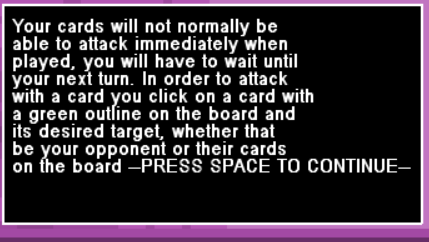 Your cards will not normally be
able to attack immediately when
played, you will have to wait until
your next turn. In order to attack
with a card you click on a card with
a green outline on the board and
its desired target, whether that
be your opponent or their cards
on the board —PRESS SPACE TO CONTINUE—